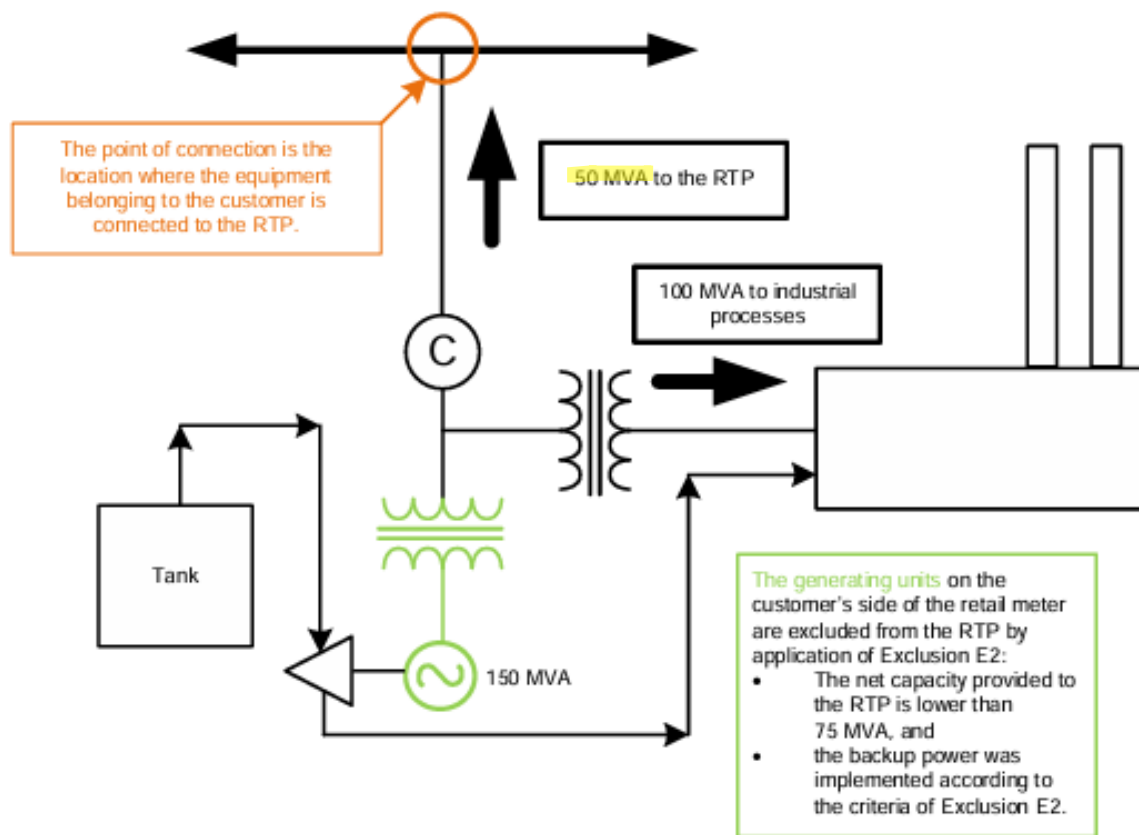 The point of connection is the
location where the equipment
belonging to the customer is
connected to the RTP.
50 MVA to the RTP
100 MVA to industrial
processes
C
Tank
150 MVA
The generating units on the
customer's side of the retail meter
are excluded from the RTP by
application of Exclusion E2:
• The net capacity provided to
the RTP is lower than
75 MVA, and
• the backup power was
implemented according to
the criteria of Exclusion E2.